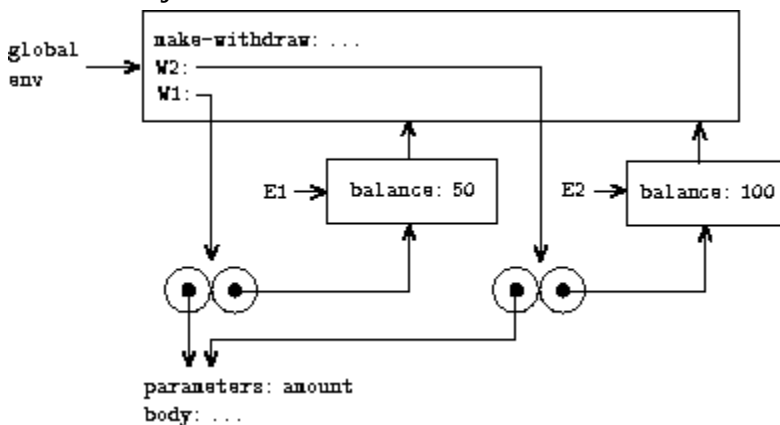 global
env
make-withdraw: ...
W2:
W1:
E1
balance: 50
E2
balance: 100
parameters: amount
body: ...